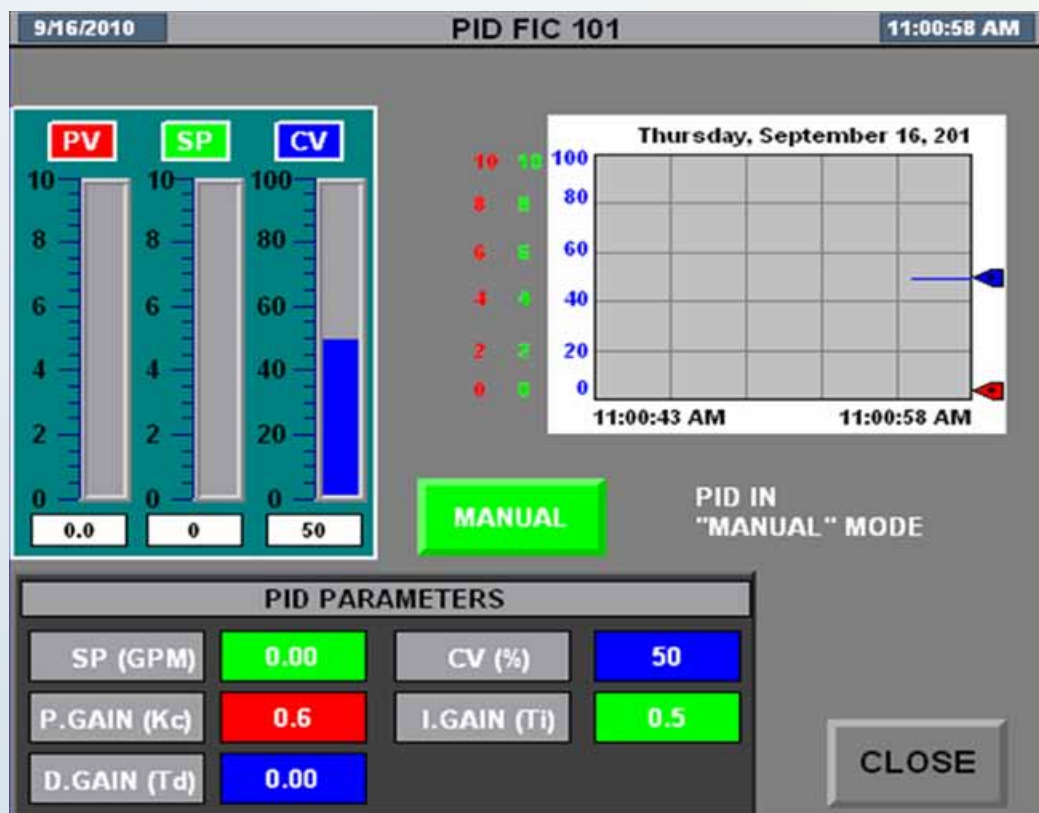 9/16/2010 PID FIC 101 11:00:58 AM
PV SP CV
10 10 100
8 8 80
6 6 60
4 4 40
2 2 20
0 0 0
0.0 0 50
Thursday, September 16, 201
10 10 100
8 8 80
6 6 60
4 4 40
2 2 20
0 0 0
11:00:43 AM 11:00:58 AM
MANUAL
PID IN
"MANUAL" MODE
PID PARAMETERS
SP (GPM) 0.00 CV (%) 50
P.GAIN (Kc) 0.6 I.GAIN (Ti) 0.5
D.GAIN (Td) 0.00
CLOSE